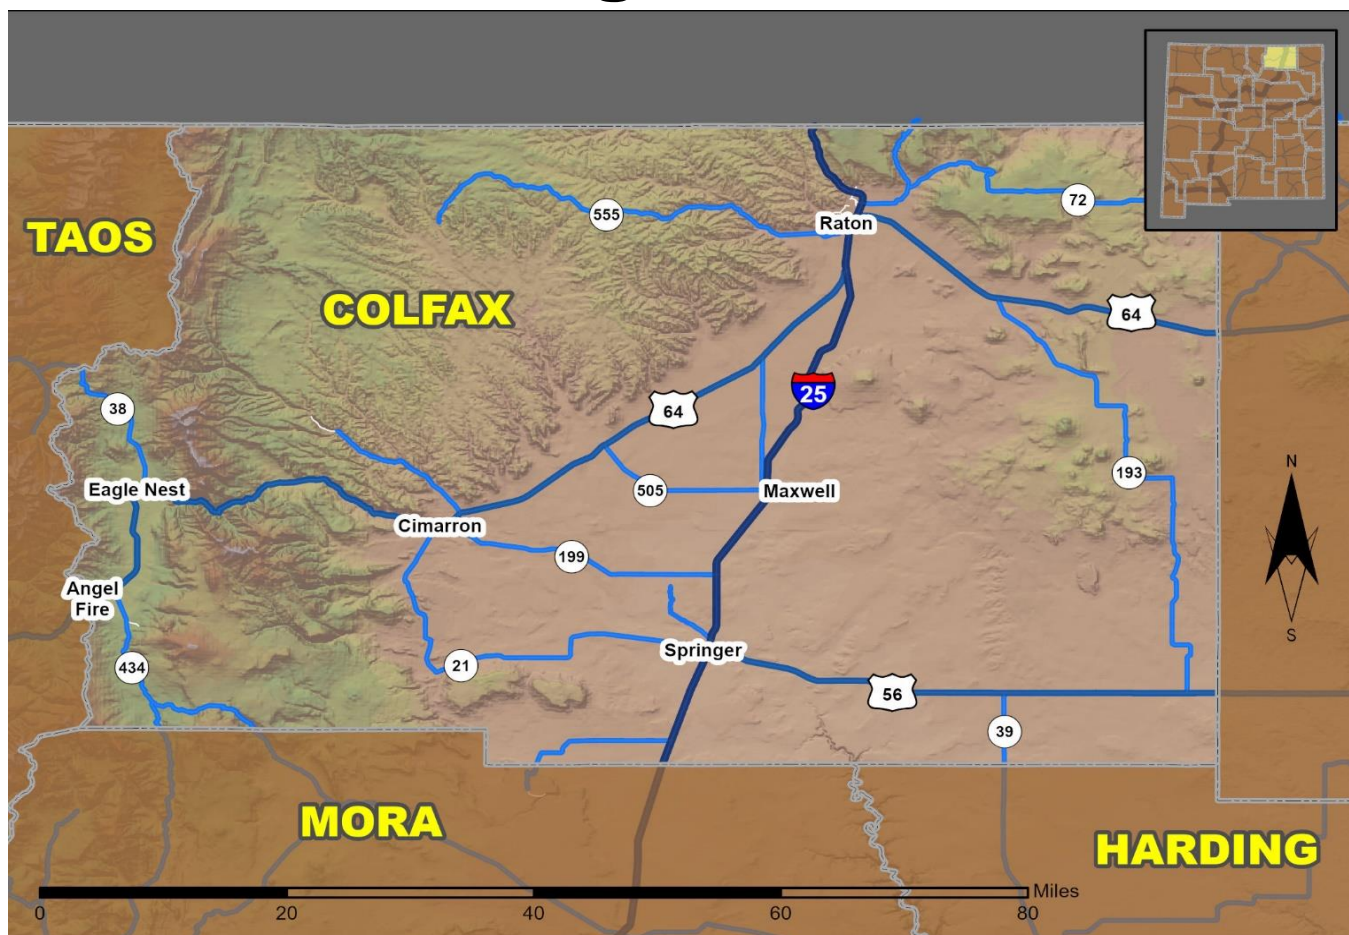 72
555
Raton
TAOS
COLFAX
64
25
38
64
193
Eagle Nest
505
Maxwell
N
Cimarron
199
Angel
Fire
S
Springer
21
434
56
39
MORA
HARDING
Miles
0
20
40
60
80